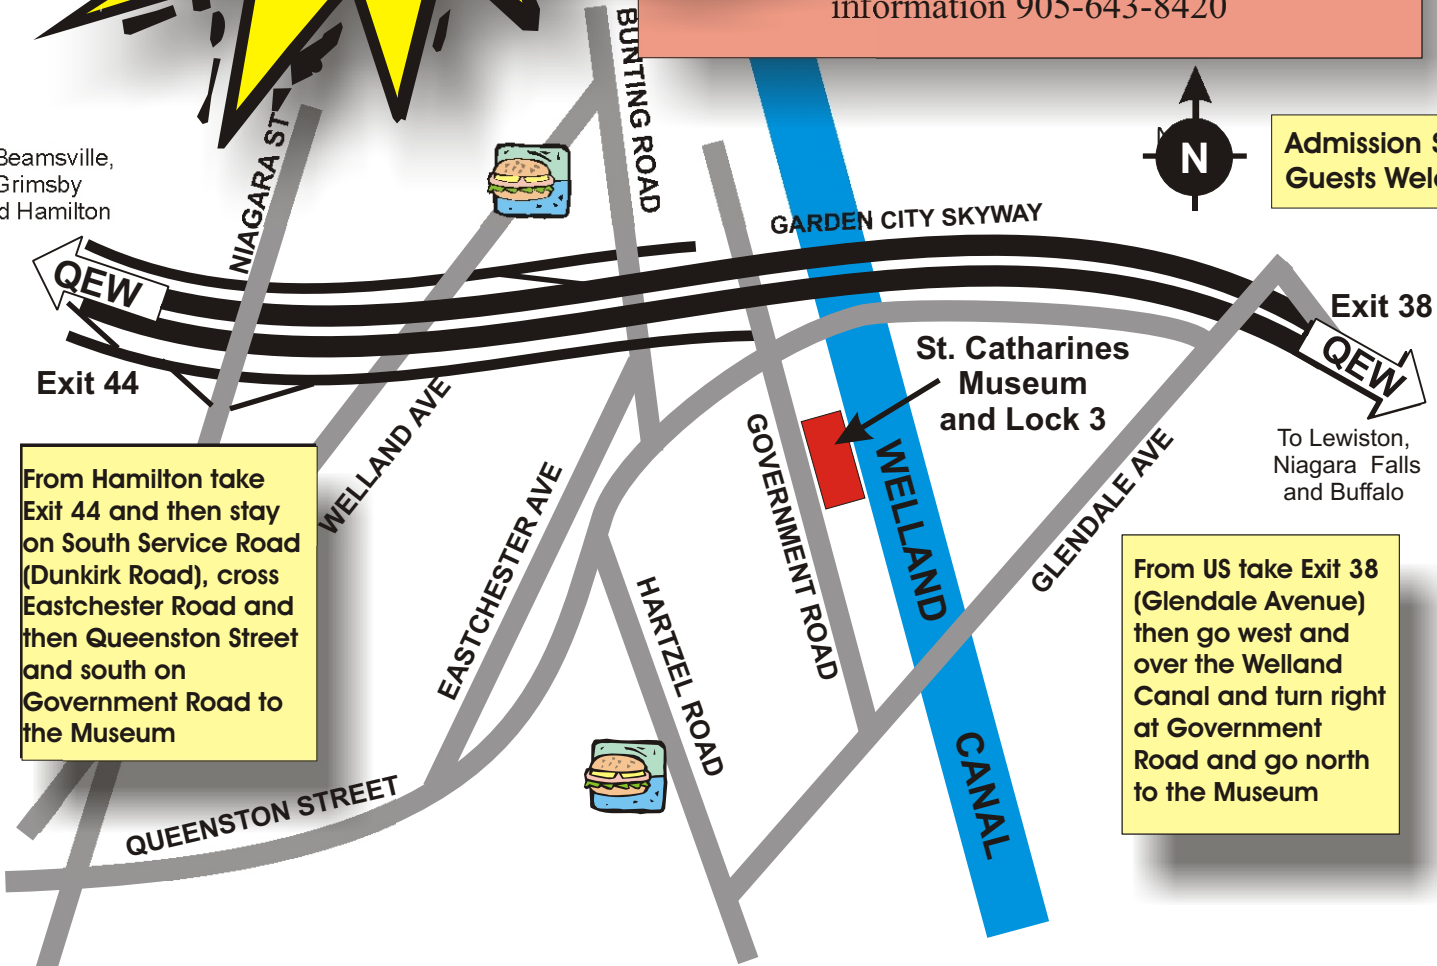 information 905-643-8420
BUNTING ROAD
NIAGARA ST
Beamsville,
Grimsby
d Hamilton
N
Admission
Guests
GARDEN CITY SKYWAY
QEW
Exit 38
QEW
St. Catharines
Museum
and Lock 3
Exit 44
To Lewiston,
Niagara Falls
and Buffalo
WELLAND AVE
GOVERNMENT ROAD
WELLAND
CANAL
GLENDALE AVE
EASTCHESTER AVE
HARTZEL ROAD
QUEENSTON STREET
From Hamilton take
Exit 44 and then stay
on South Service Road
(Dunkirk Road), cross
Eastchester Road and
then Queenston Street
and south on
Government Road to
the Museum
From US take Exit 38
(Glendale Avenue)
then go west and
over the Welland
Canal and turn right
at Government
Road and go north
to the Museum